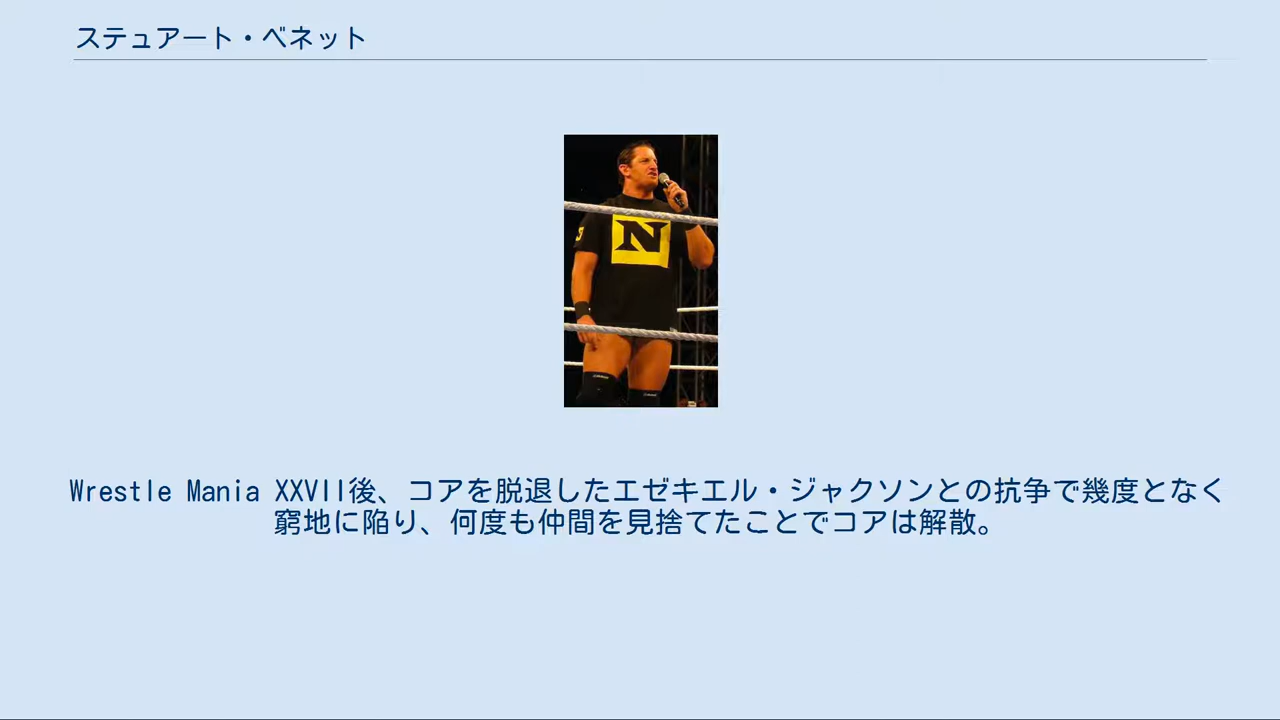 ステュアート・ベネット
N
Wrestle Mania XXVII後、コアを脱退したエゼキエル・ジャクソンとの抗争で幾度となく
窮地に陥り、何度も仲間を見捨てたことでコアは解散。